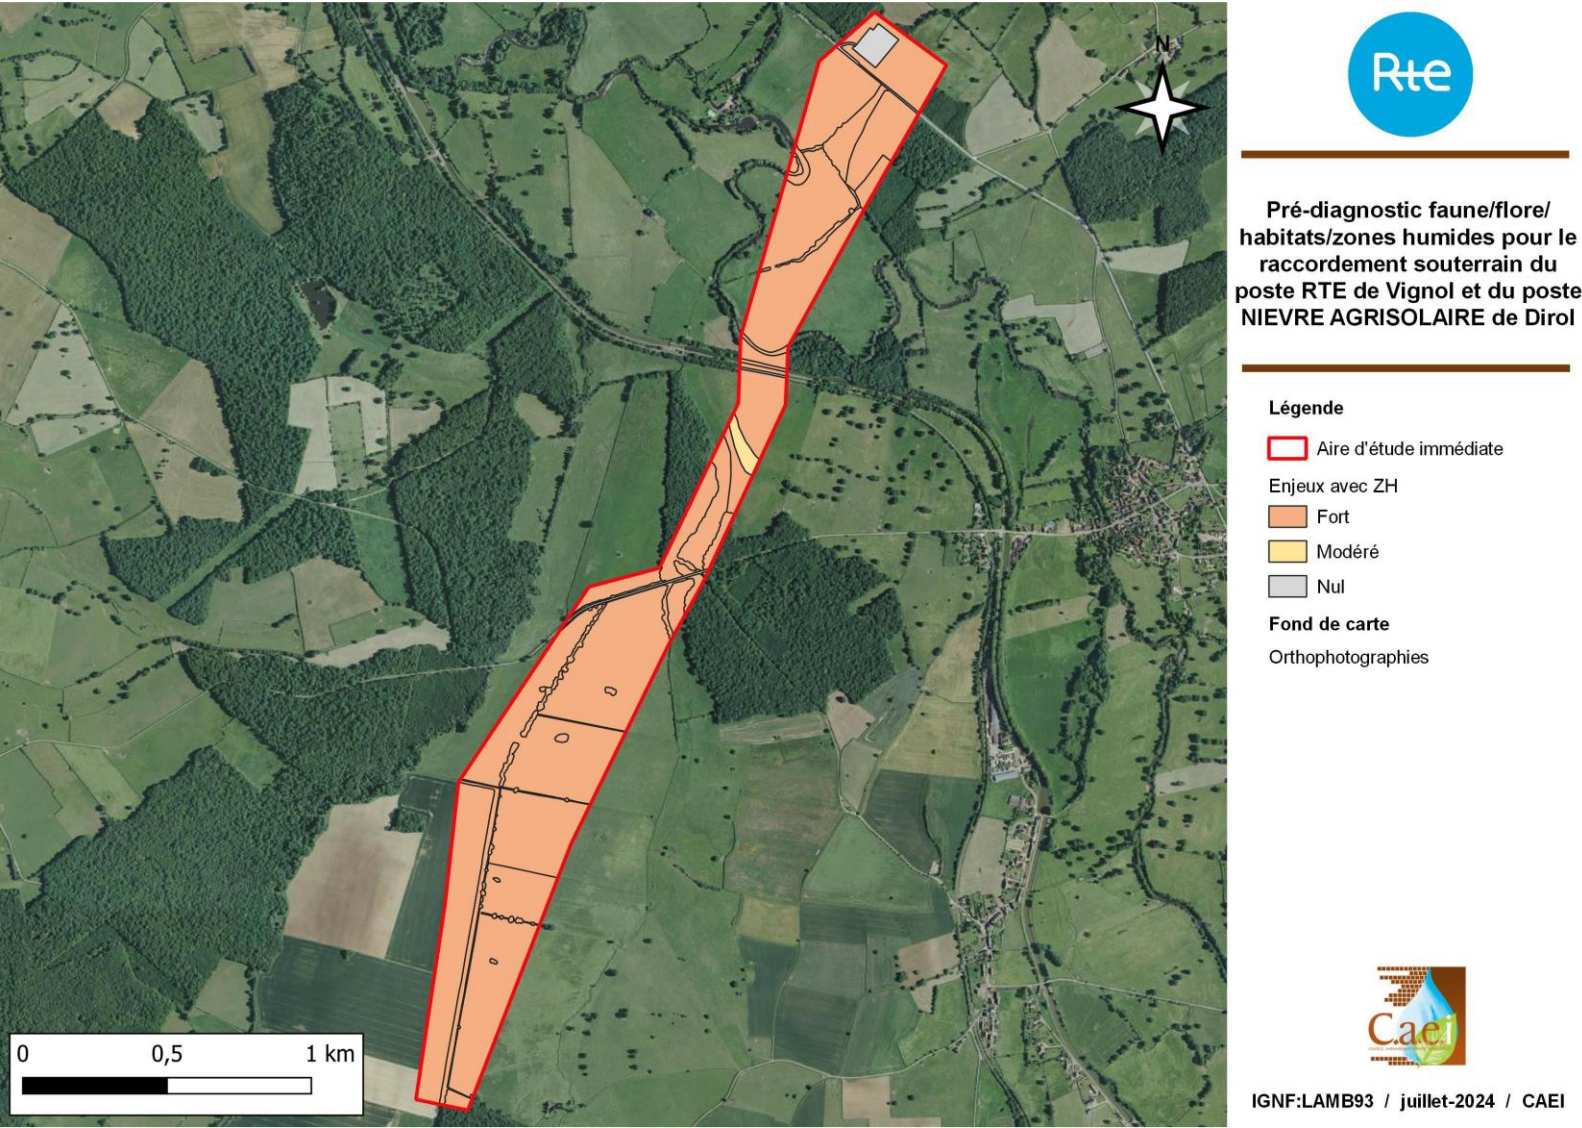 N
Rte
Pré-diagnostic faune/flore/
habitats/zones humides pour le
raccordement souterrain du
poste RTE de Vignol et du poste
NIEVRE AGRISOLAIRE de Dirol
Légende
Aire d'étude immédiate
Enjeux avec ZH
Fort
Modéré
Nul
Fond de carte
Orthophotographies
0 0,5 1 km
C.a.e.i
IGNF:LAMB93 / juillet-2024 / CAEI